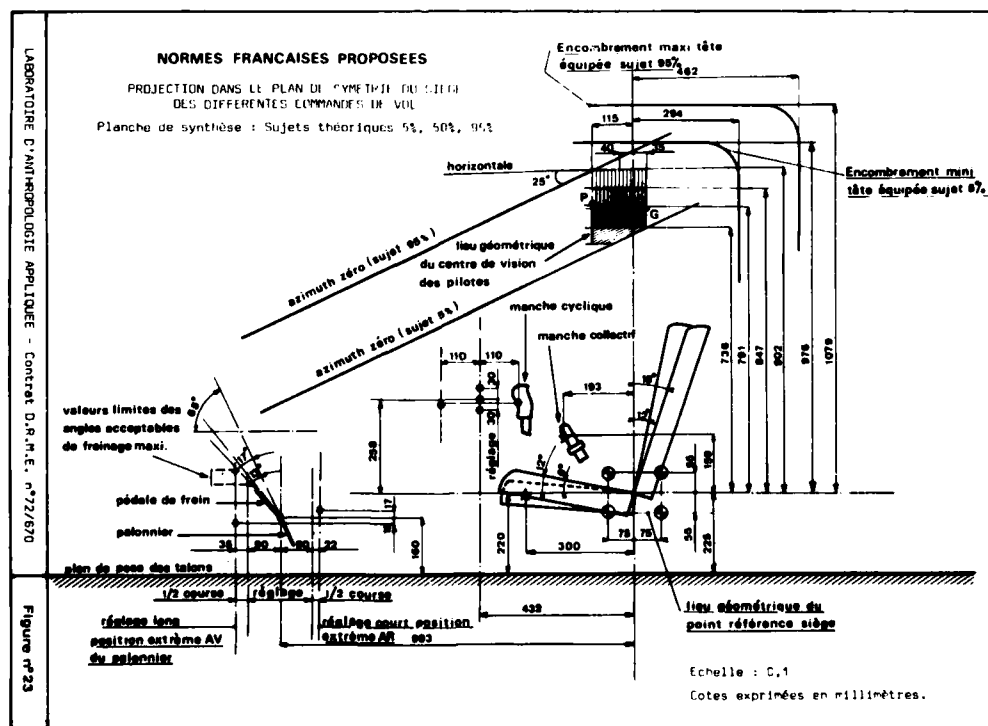 LABORATOIRE D'ANTHROPOLOGIE APPLIQUEE - Contrat D.R.M.E. n°72/670
Figure n°23
NORMES FRANCAISES PROPOSEES
PROJECTION DANS LE PLAN DE SYMETRIE DU SIEGE
DES DIFFERENTES COMMANDES DE VOL
Planche de synthèse : Sujets théoriques 5%, 50%, 95%
Encombrement maxi tête
équipée sujet 95%
462
294
115
40
35
horizontale
25°
P
G
Encombrement mini
tête équipée sujet 5%
azimuth zéro (sujet 95%)
lieu géométrique
du centre de vision
des pilotes
azimuth zéro (sujet 5%)
manche cyclique
manche collectif
736
791
847
902
976
1079
110
110
20
30
réglage
193
258
valeurs limites des
angles acceptables
de freinage maxi.
pédale de frein
palonnier
12°
17
160
220
300
75
75
225
plan de pose des talons
90
90
22
1/2 course
réglage
1/2 course
432
réglage long
position extrême AV
du palonnier
réglage court position
extrême AR
lieu géométrique du
point référence siège
Echelle : 0,1
Cotes exprimées en millimètres.